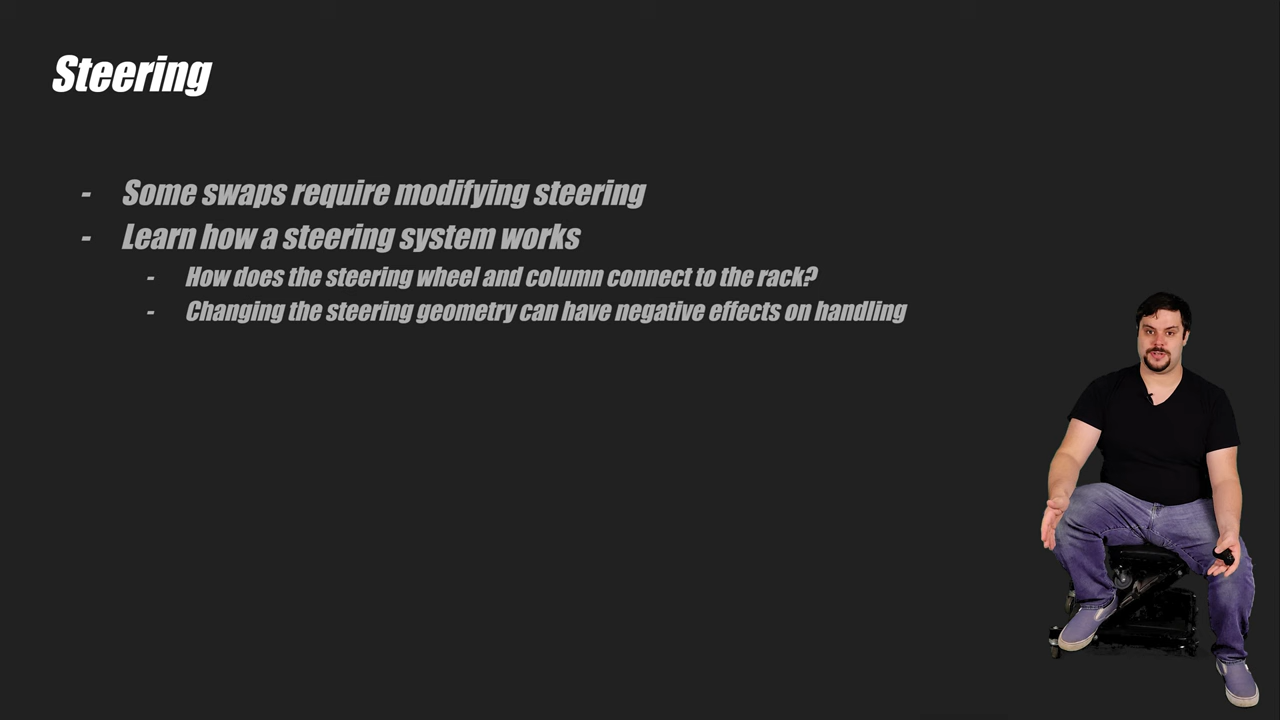 Steering
- Some swaps require modifying steering
- Learn how a steering system works
- How does the steering wheel and column connect to the rack?
- Changing the steering geometry can have negative effects on handling